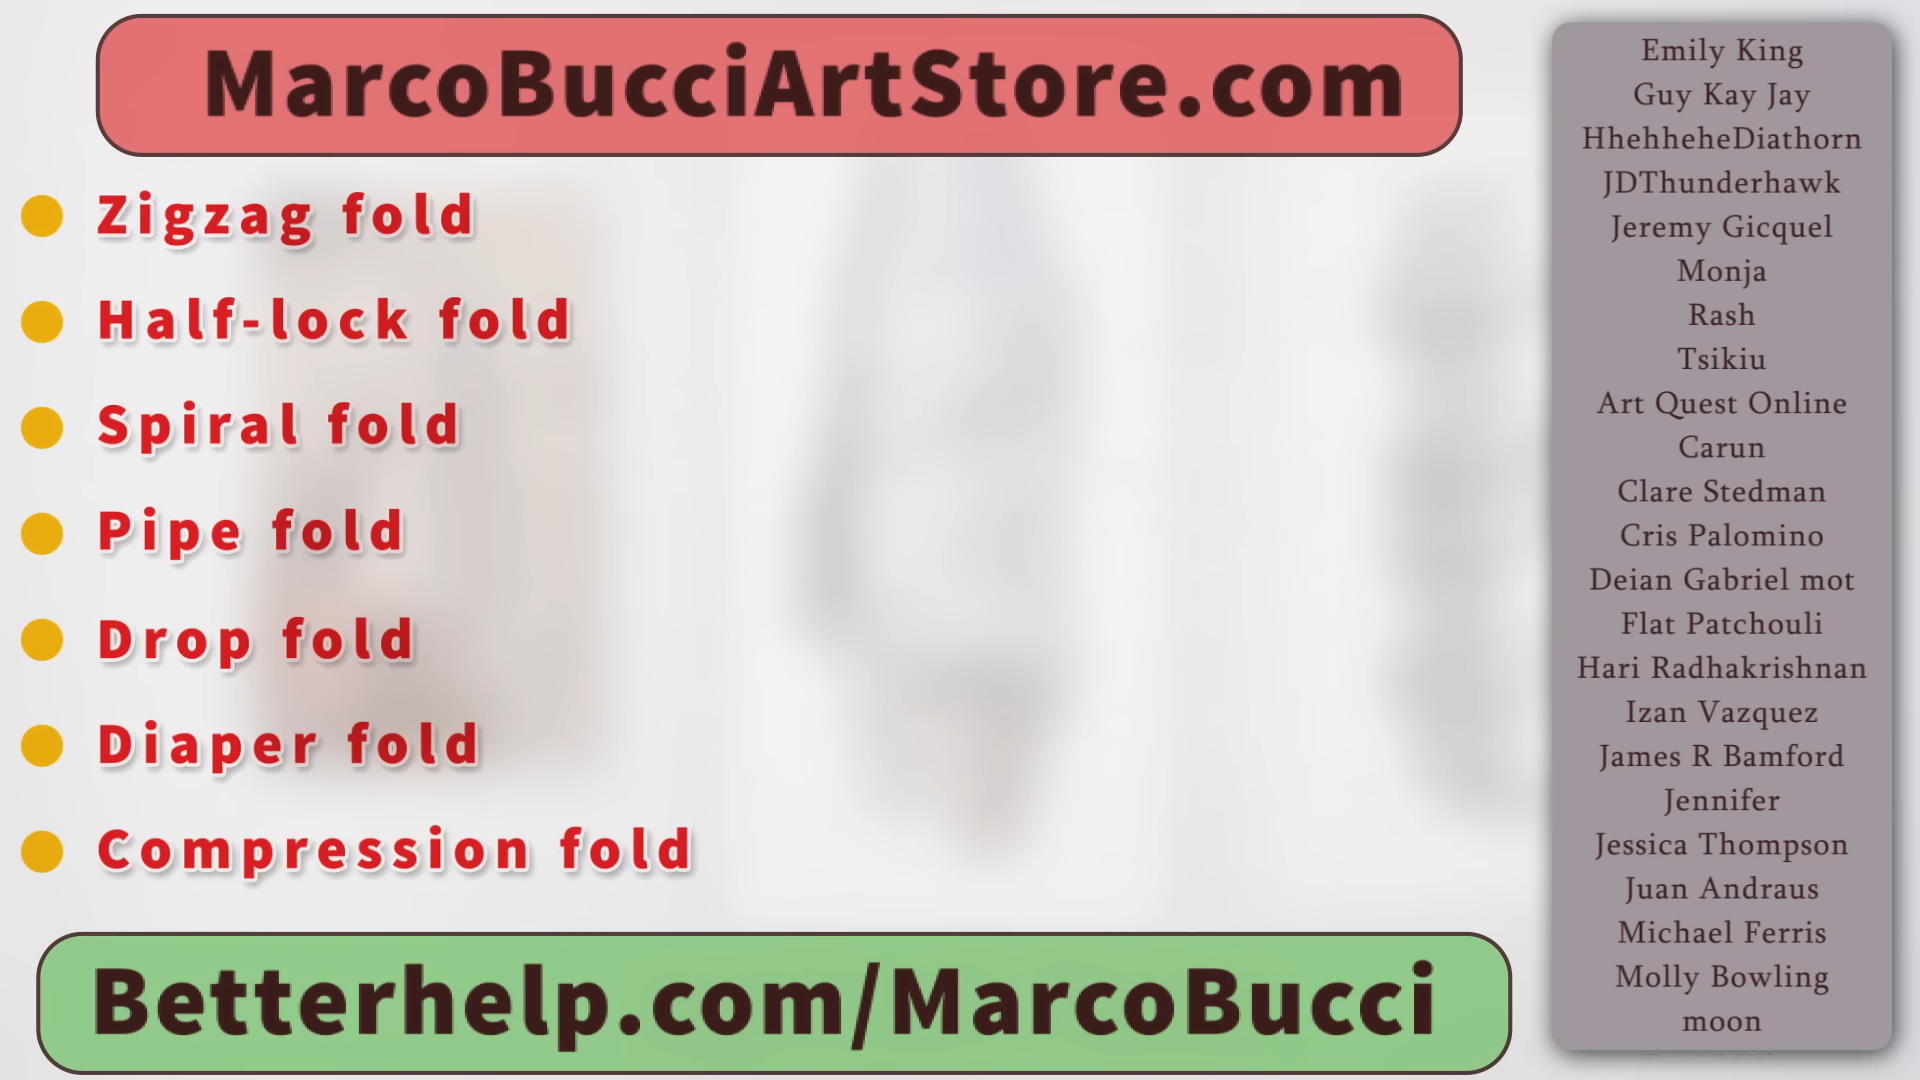 MarcoBucciArtStore.com
Zigzag fold
Half-lock fold
Spiral fold
Pipe fold
Drop fold
Diaper fold
Compression fold
Betterhelp.com/MarcoBucci
Emily King
Guy Kay Jay
HhehheheDiathorn
JDThunderhawk
Jeremy Gicquel
Monja
Rash
Tsikiu
Art Quest Online
Carun
Clare Stedman
Cris Palomino
Deian Gabriel mot
Flat Patchouli
Hari Radhakrishnan
Izan Vazquez
James R Bamford
Jennifer
Jessica Thompson
Juan Andraus
Michael Ferris
Molly Bowling
moon